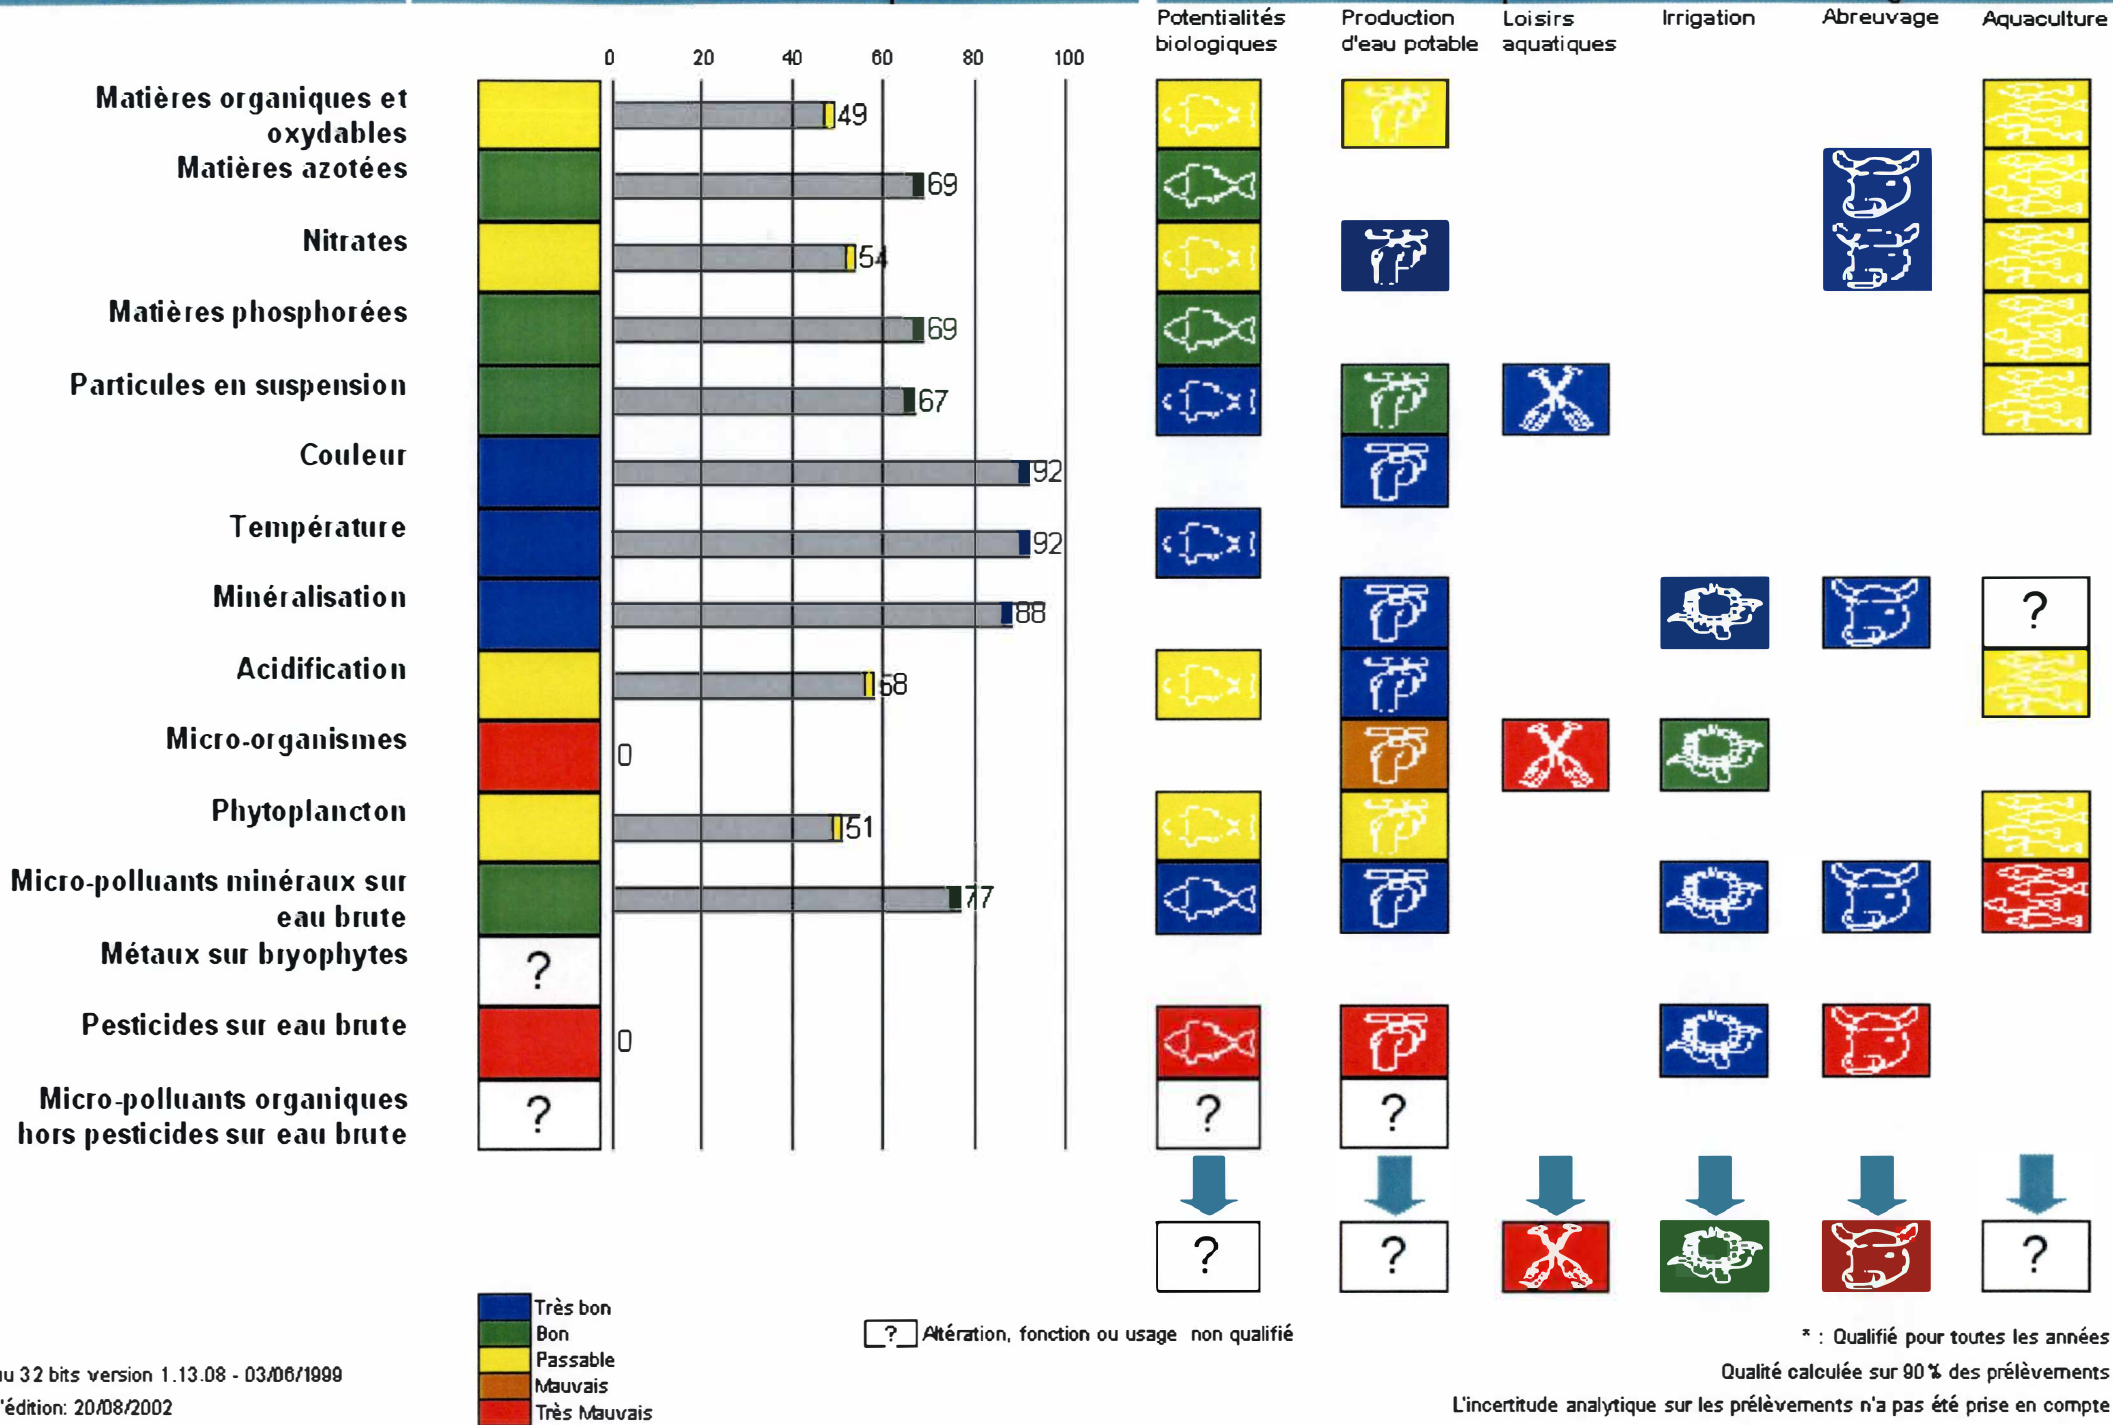 Potentialités biologiques
Production d'eau potable
Loisirs aquatiques
Irrigation
Abreuvage
Aquaculture
0 20 40 60 80 100
Matières organiques et oxydables
49
Matières azotées
69
Nitrates
54
Matières phosphorées
69
Particules en suspension
67
Couleur
92
Température
92
Minéralisation
88
?
Acidification
58
Micro-organismes
0
Phytoplancton
51
Micro-polluants minéraux sur eau brute
77
Métaux sur bryophytes
?
Pesticides sur eau brute
0
Micro-polluants organiques hors pesticides sur eau brute
? ? ?
? ? ?
Très bon
Bon
Passable
Mauvais
Très Mauvais
? Altération, fonction ou usage non qualifié
* : Qualifié pour toutes les années
Qualité calculée sur 90 % des prélèvements
L'incertitude analytique sur les prélèvements n'a pas été prise en compte
32 bits version 1.13.08 - 03/06/1999
'édition: 20/08/2002